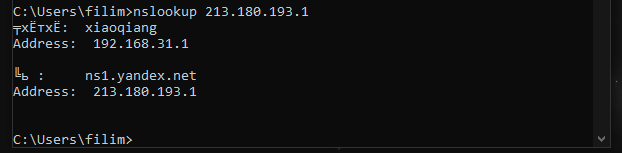 C:\Users\filim>nslookup 213.180.193.1
╤хЁтхЁ:  xiaoqiang
Address:  192.168.31.1

╚ь :     ns1.yandex.net
Address:  213.180.193.1


C:\Users\filim>